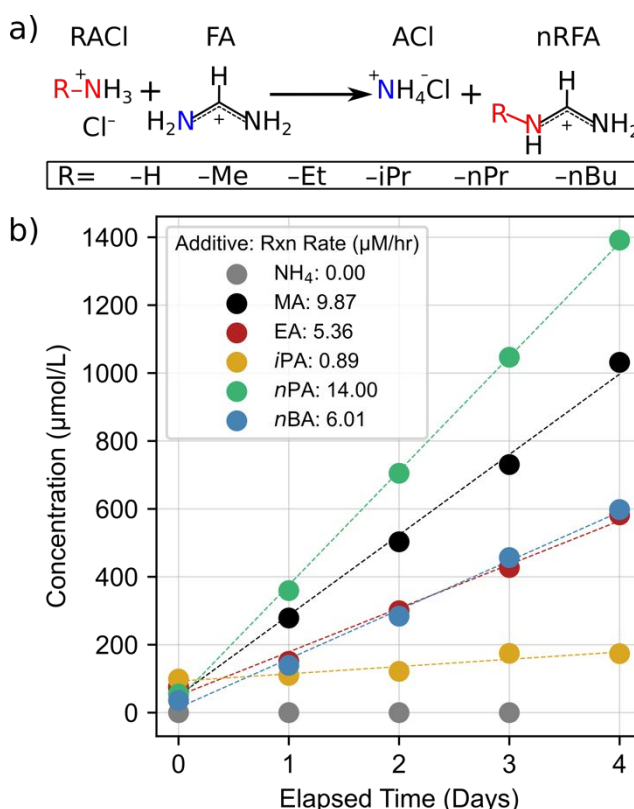 a)
RACl FA ACl nRFA
R–NH₃ + Cl⁻
+
H
H₂N NH₂
+
⁺NH₄⁻Cl
+
H
R N NH₂
H
+
R= –H –Me –Et –iPr –nPr –nBu
b)
Additive: Rxn Rate (μM/hr)
NH₄: 0.00
MA: 9.87
EA: 5.36
iPA: 0.89
nPA: 14.00
nBA: 6.01
1400
1200
1000
800
600
400
200
0
Concentration (μmol/L)
0 1 2 3 4
Elapsed Time (Days)